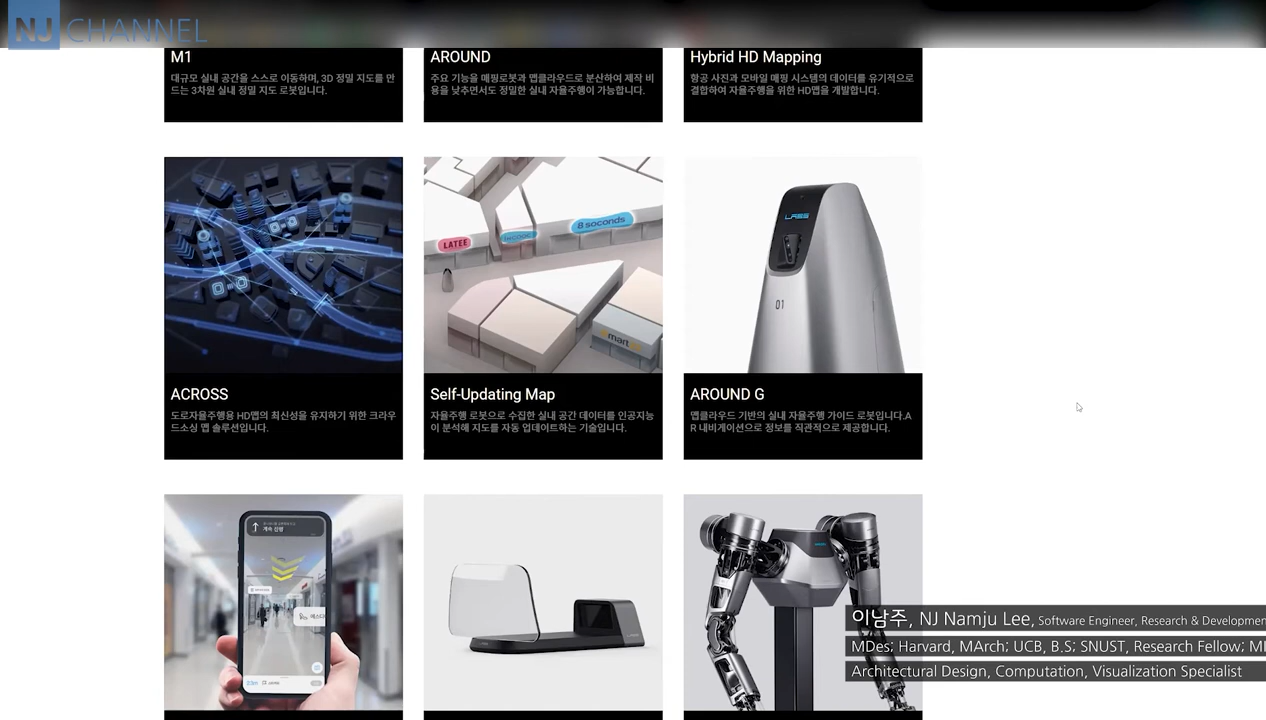 NJ CHANNEL
M1
대규모 실내 공간을 스스로 이동하며, 3D 정밀 지도를 만
드는 3차원 실내 정밀 지도 로봇입니다.
AROUND
주요 기능을 매핑로봇과 맵클라우드로 분산하여 제작 비
용을 낮추면서도 정밀한 실내 자율주행이 가능합니다.
Hybrid HD Mapping
항공 사진과 모바일 매핑 시스템의 데이터를 유기적으로
결합하여 자율주행을 위한 HD맵을 개발합니다.
LATEE
8 soconds
LABS
01
ACROSS
도로자율주행용 HD맵의 최신성을 유지하기 위한 크라우
드소싱 맵 솔루션입니다.
Self-Updating Map
자율주행 로봇으로 수집한 실내 공간 데이터를 인공지능
이 분석해 지도를 자동 업데이트하는 기술입니다.
AROUND G
맵클라우드 기반의 실내 자율주행 가이드 로봇입니다.A
R 내비게이션으로 정보를 직관적으로 제공합니다.
계속 직행
이남주, NJ Namju Lee, Software Engineer, Research & Developmen
MDes; Harvard, MArch; UCB, B.S; SNUST, Research Fellow; MI
Architectural Design, Computation, Visualization Specialist